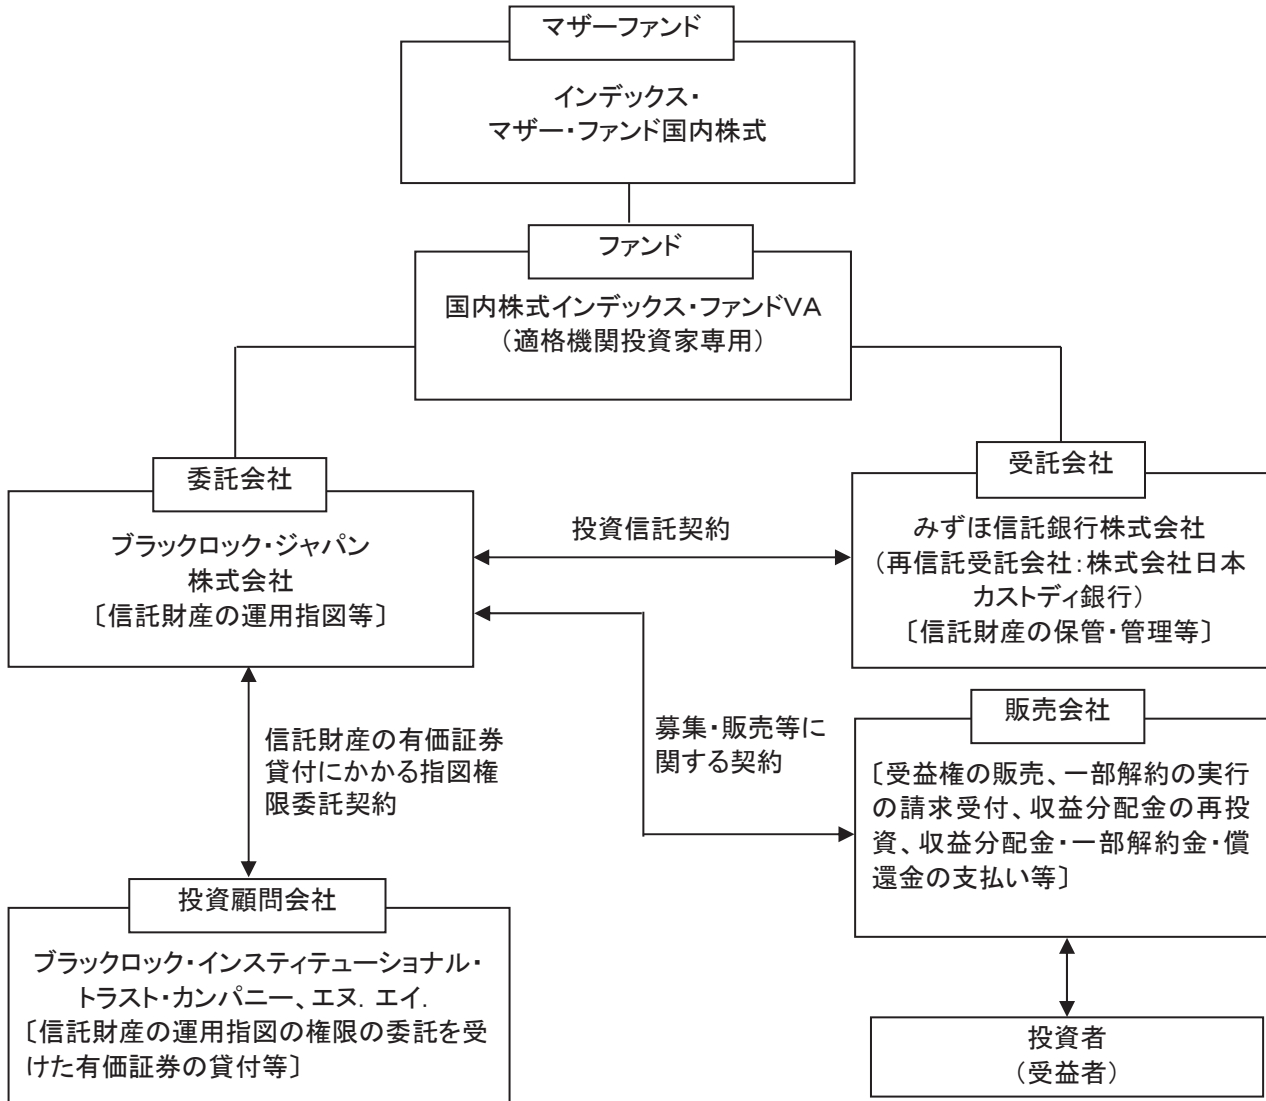 マザーファンド
インデックス・
マザー・ファンド国内株式
ファンド
国内株式インデックス・ファンドVA
（適格機関投資家専用）
委託会社
ブラックロック・ジャパン
株式会社
〔信託財産の運用指図等〕
投資信託契約
受託会社
みずほ信託銀行株式会社
（再信託受託会社：株式会社日本
カストディ銀行）
〔信託財産の保管・管理等〕
信託財産の有価証券
貸付にかかる指図権
限委託契約
募集・販売等に
関する契約
販売会社
〔受益権の販売、一部解約の実行
の請求受付、収益分配金の再投
資、収益分配金・一部解約金・償
還金の支払い等〕
投資顧問会社
ブラックロック・インスティテューショナル・
トラスト・カンパニー、エヌ．エイ．
〔信託財産の運用指図の権限の委託を受
けた有価証券の貸付等〕
投資者
（受益者）